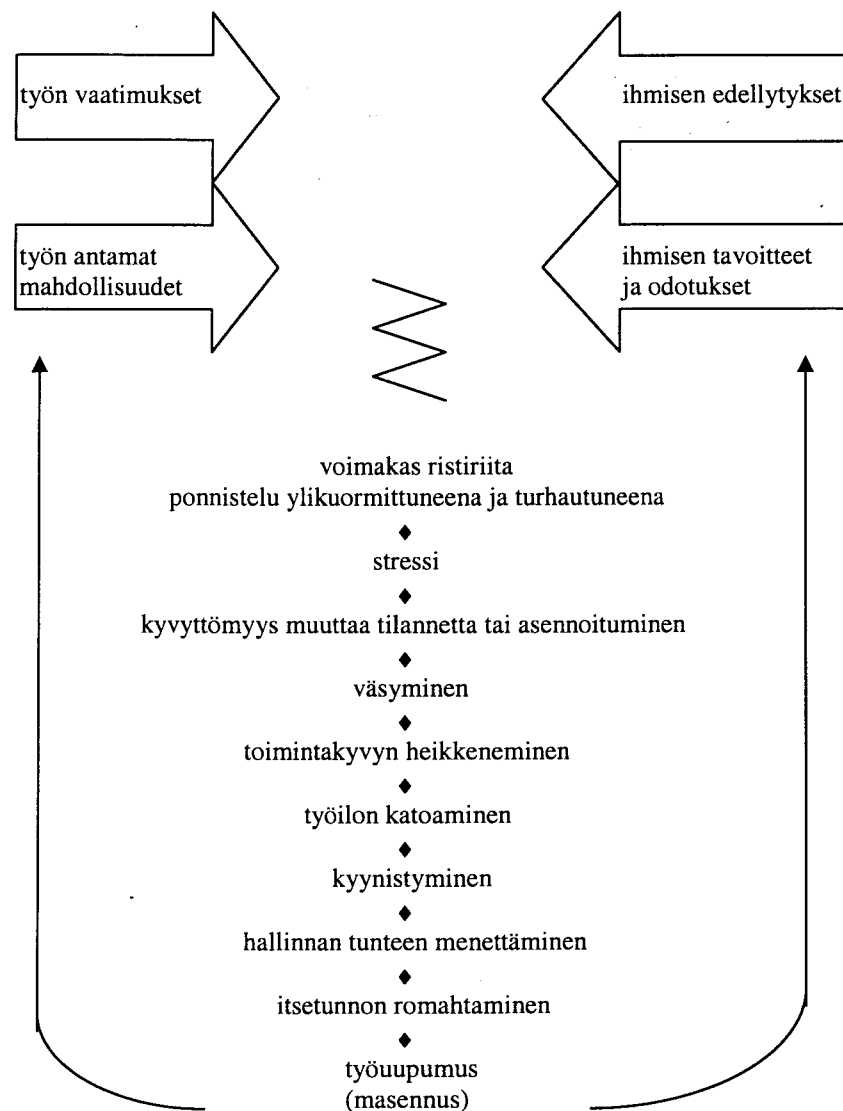 työn vaatimukset
ihmisen edellytykset
työn antamat
mahdollisuudet
ihmisen tavoitteet
ja odotukset
voimakas ristiriita
ponnistelu ylikuormittuneena ja turhautuneena
stressi
kyvyttömyys muuttaa tilannetta tai asennoituminen
väsyminen
toimintakyvyn heikkeneminen
työilon katoaminen
kyynistyminen
hallinnan tunteen menettäminen
itsetunnon romahtaminen
työuupumus
(masennus)